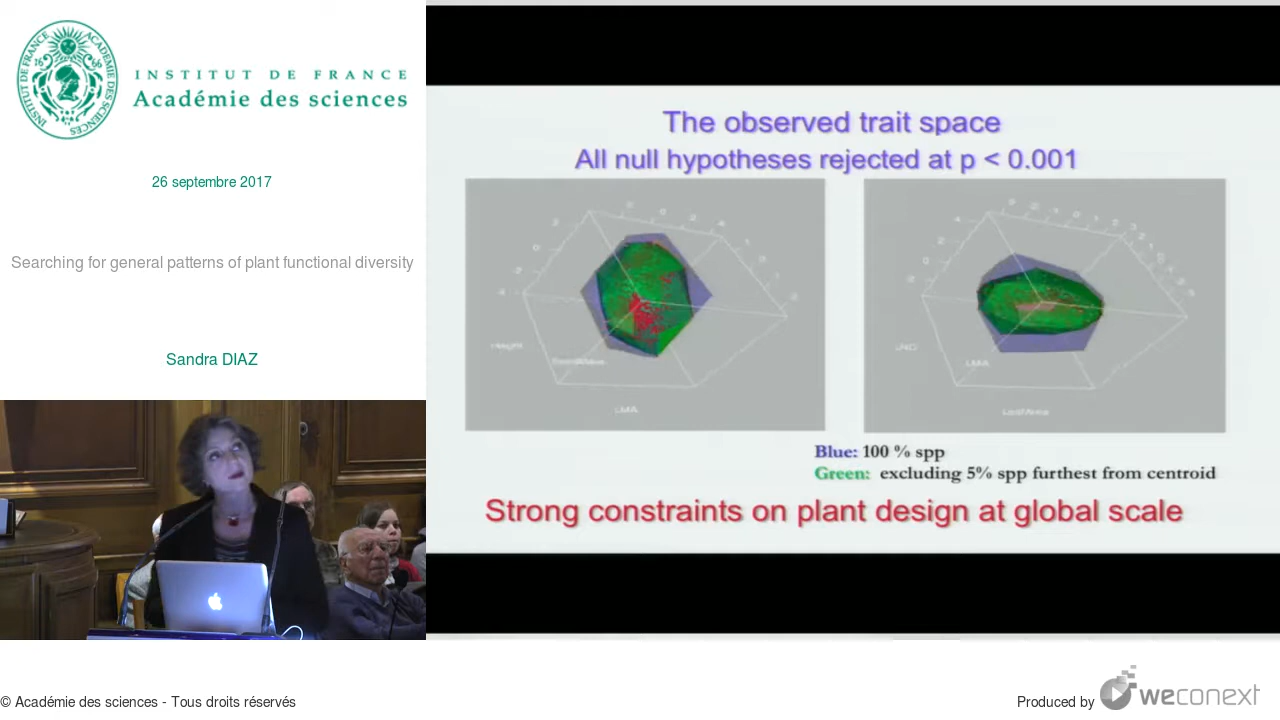 INSTITUT DE FRANCE
Académie des sciences
26 septembre 2017
Searching for general patterns of plant functional diversity
Sandra DIAZ
The observed trait space
All null hypotheses rejected at p < 0.001
LMA
LMA
Blue: 100 % spp
Green: excluding 5% spp furthest from centroid
Strong constraints on plant design at global scale
© Académie des sciences - Tous droits réservés
Produced by weconext